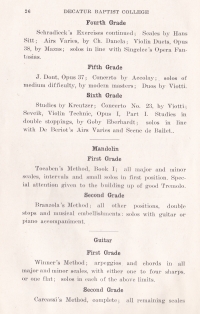 16 DECATUR BAPTIST COLLEGE
Fourth Grade
Schradieck's Exercises continued; Scales by Hans
Sitt; Airs Varies, by Ch. Dancla; Violin Duets, Opus
38, by Mazas; solos in line with Singelee's Opera Fan-
tasias.
Fifth Grade
J. Dont, Opus 37; Concerto by Accolay; solos of
medium difficulty, by modern masters; Duos by Viotti.
Sixth Grade
Studies by Kreutzer; Concerto No. 23, by Viotti;
Sevcik, Violin Technic, Opus 1, Part I. Studies in
double stoppings, by Goby Eberhardt; solos in line
with De Beriot's Airs Varies and Scene de Ballet.
Mandolin
First Grade
Method, Book I; all major and minor
scales, intervals and small solos in first position. Spec-
ial attention given to the building up of good Tremolo.
Second Grade
Branzola's Method; all other positions, double
stops and musical embellishments; solos with guitar or
piano accompaniment.
Guitar
First Grade
Winner's Method; arpeggios and chords in all
major and minor scales, with either one to four sharps,
or one flat; solos in each of the above limits.
Second Grade
Carcassi's Method, complete; all remaining scales